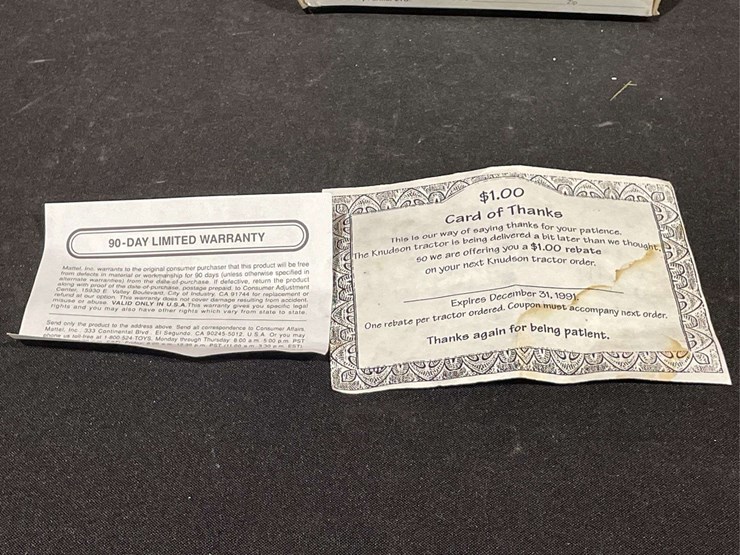 90-DAY LIMITED WARRANTY
Mattel, Inc. warrants to the original consumer purchaser that this product will be free
from defects in material or workmanship for 90 days (unless otherwise specified in
alternate warranties) from the date of purchase. If defective, return the product
along with proof of the date of purchase, postage prepaid, to Consumer Adjustment
Center, 15930 E. Valley Boulevard, City of Industry, CA 91744 for replacement or
refund at our option. This warranty does not cover damage resulting from accident,
misuse or abuse. VALID ONLY IN U.S.A. This warranty gives you specific legal
rights and you may also have other rights which vary from state to state.
Send only the product to the address above. Send all correspondence to Consumer Affairs,
Mattel, Inc., 333 Continental Blvd., El Segundo, CA 90245-5012, U.S.A. Or you may
phone us toll-free at 1-800-524-TOYS, Monday through Thursday 8:00 a.m.-5:00 p.m. PST
$1.00
Card of Thanks
This is our way of saying thanks for your patience.
The Knudson tractor is being delivered a bit later than we thought,
so we are offering you a $1.00 rebate
on your next Knudson tractor order.
Expires December 31, 199
One rebate per tractor ordered. Coupon must accompany next order.
Thanks again for being patient.